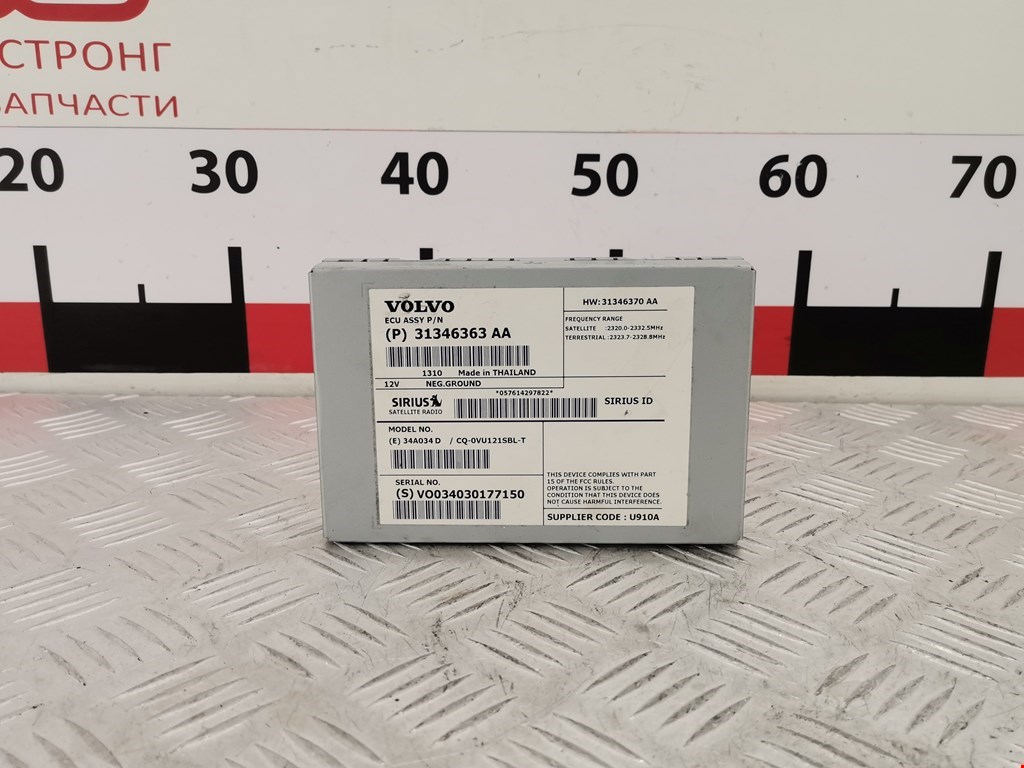 СТРОНГ
ЗАПЧАСТИ
20 30 40 50 60 70
VOLVO
ECU ASSY P/N
(P) 31346363 AA
1310 Made in THAILAND
12V NEG.GROUND
HW:31346370 AA
FREQUENCY RANGE
SATELLITE :2320.0-2332.5MHz
TERRESTRIAL :2323.7-2328.8MHz
*057614297822*
SIRIUS
SATELLITE RADIO
SIRIUS ID
MODEL NO.
(E) 34A034 D / CQ-0VU121SBL-T
SERIAL NO.
(S) VO034030177150
THIS DEVICE COMPLIES WITH PART
15 OF THE FCC RULES.
OPERATION IS SUBJECT TO THE
CONDITION THAT THIS DEVICE DOES
NOT CAUSE HARMFUL INTERFERENCE.
SUPPLIER CODE : U910A